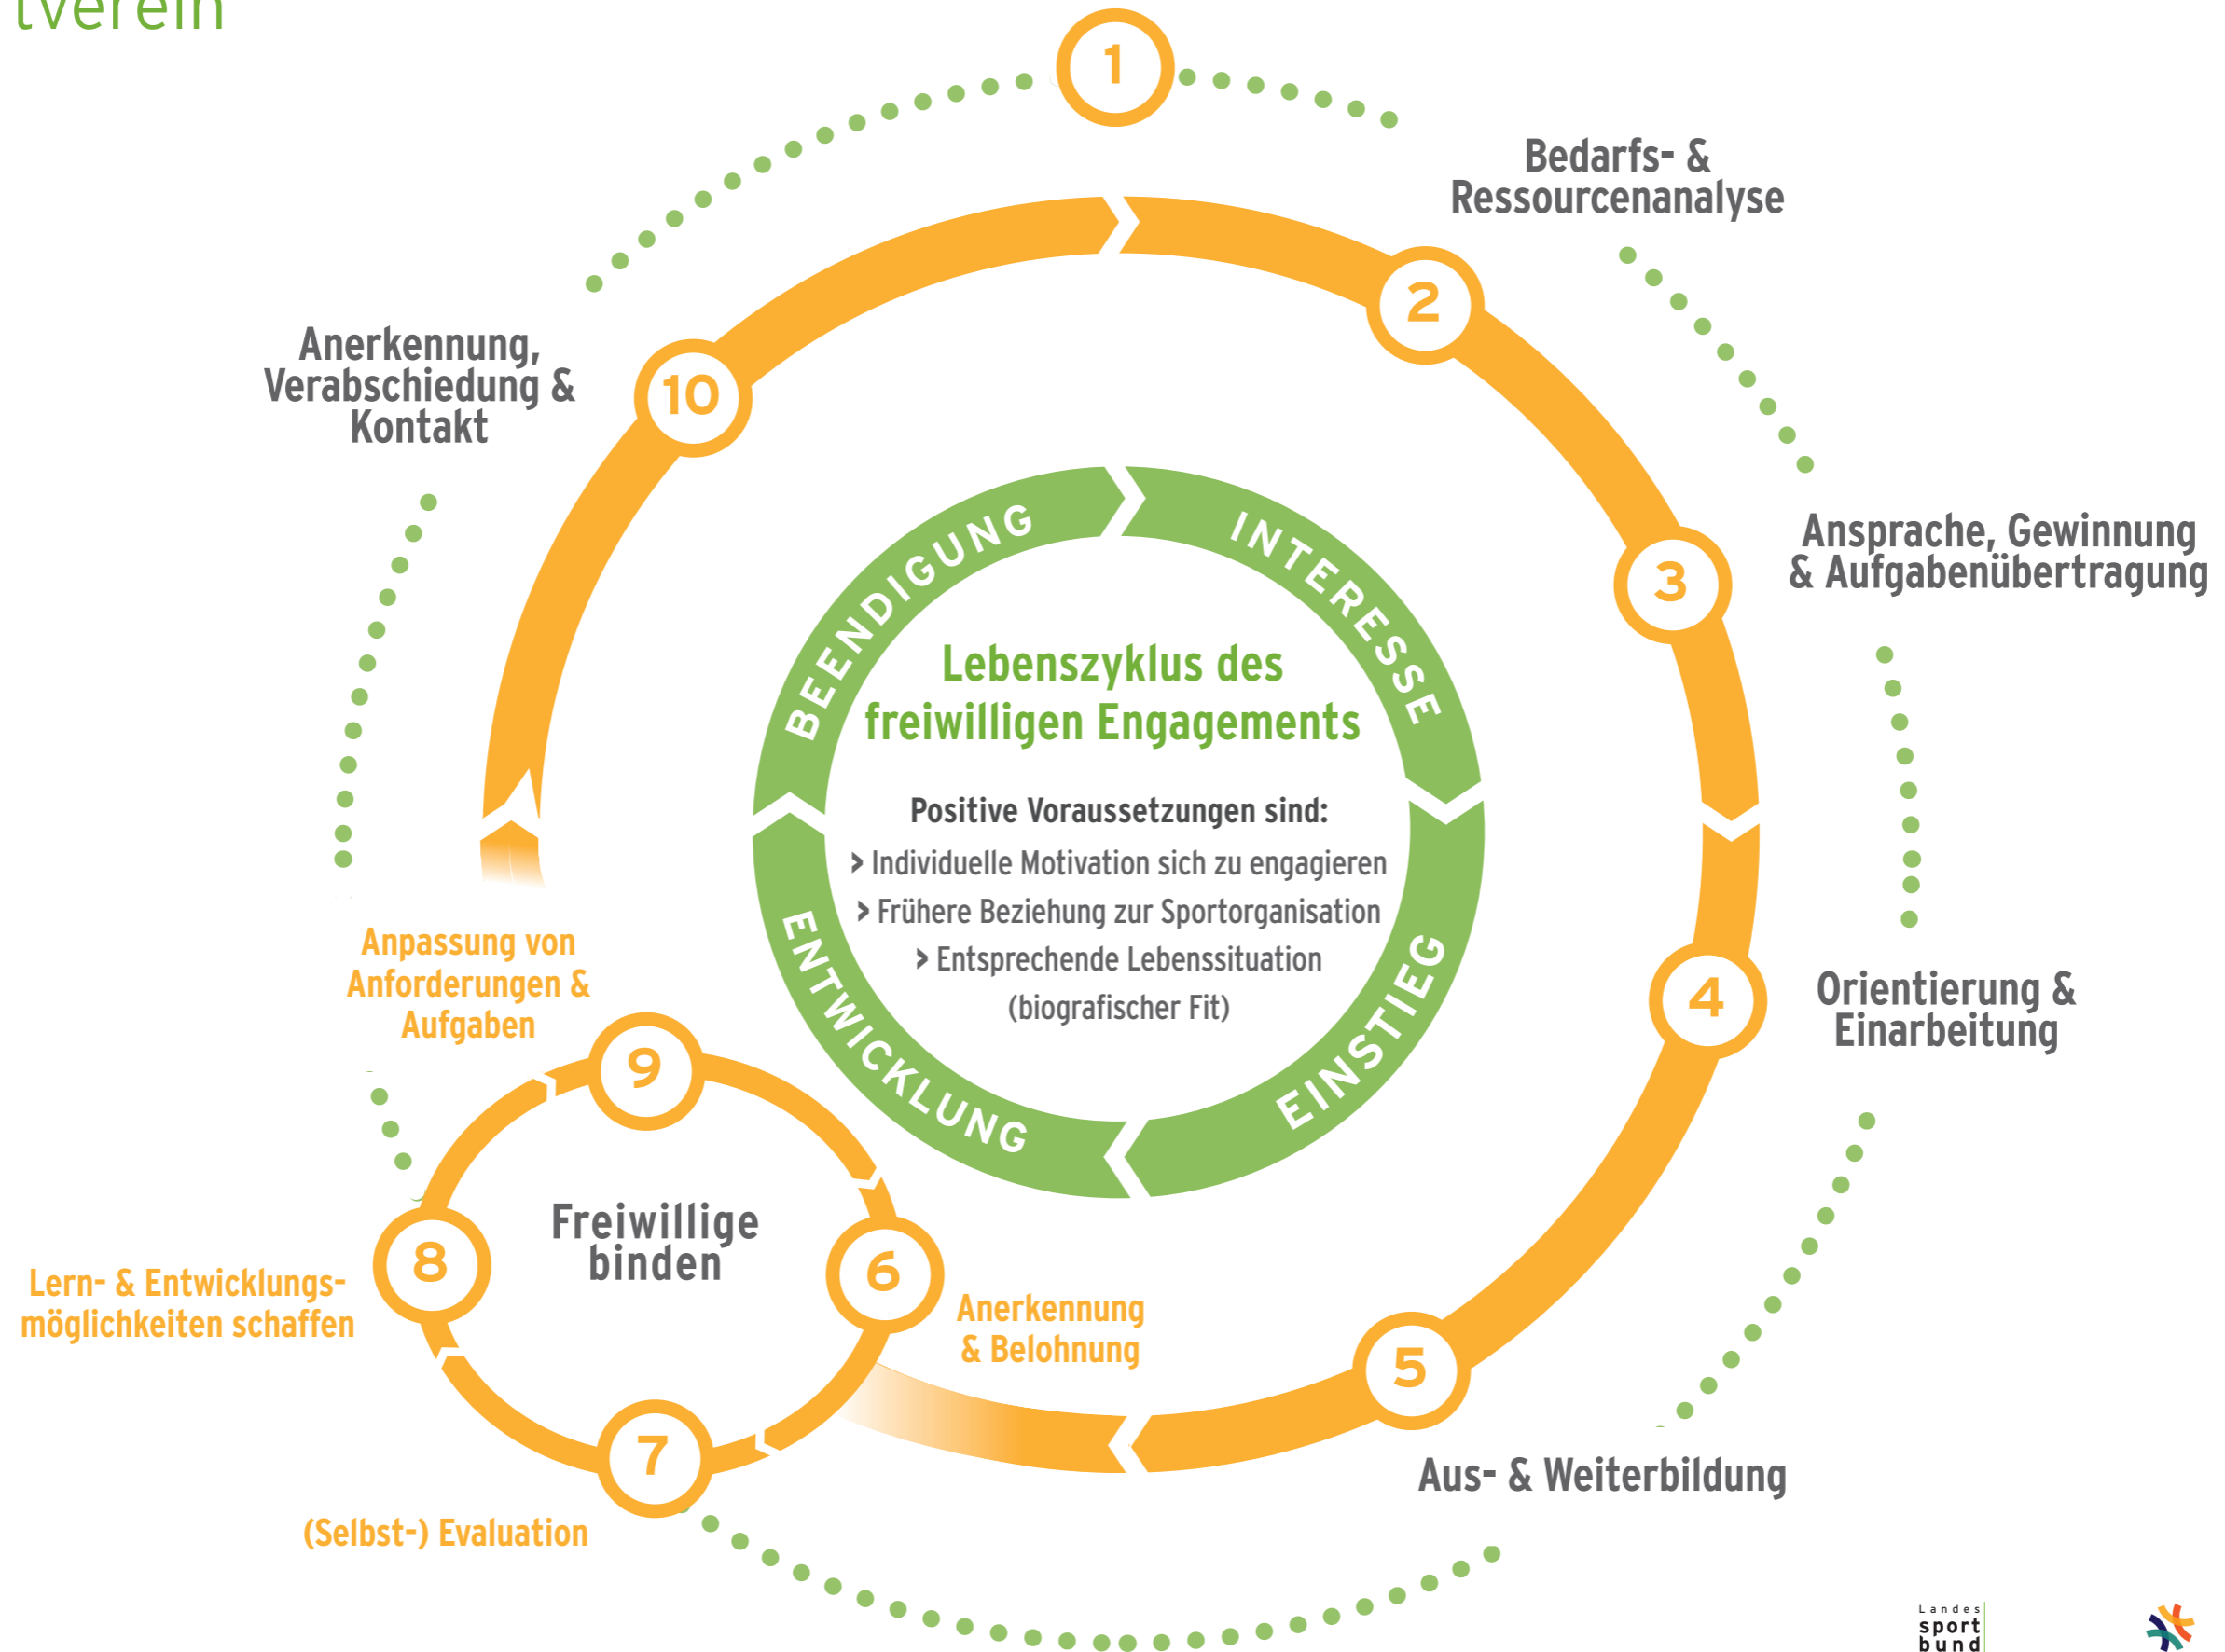 tverein
1
Bedarfs- &
Ressourcenanalyse
2
Ansprache, Gewinnung
& Aufgabenübertragung
3
Orientierung &
Einarbeitung
4
Aus- & Weiterbildung
5
Anerkennung
& Belohnung
6
(Selbst-) Evaluation
7
Lern- & Entwicklungs-
möglichkeiten schaffen
8
Anpassung von
Anforderungen &
Aufgaben
9
Freiwillige
binden
Anerkennung,
Verabschiedung &
Kontakt
10
INTERESSE
EINSTIEG
ENTWICKLUNG
BEENDIGUNG
Lebenszyklus des
freiwilligen Engagements
Positive Voraussetzungen sind:
> Individuelle Motivation sich zu engagieren
> Frühere Beziehung zur Sportorganisation
> Entsprechende Lebenssituation
(biografischer Fit)
Landes
sport
bund